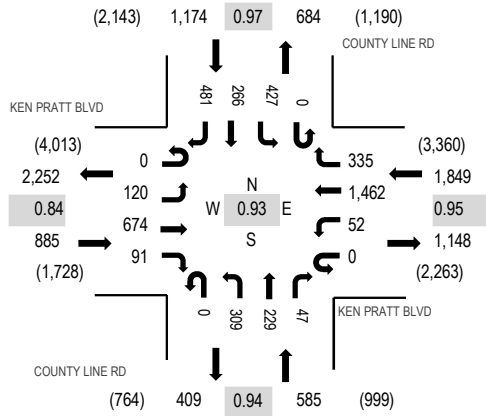 (2,143) 1,174 0.97 684 (1,190)
COUNTY LINE RD
481 266 427 0
KEN PRATT BLVD
(4,013) (3,360)
0 335
2,252 1,849
120 N 1,462
0.84 W 0.93 E 0.95
674 52
885 S 1,148
91 0
(1,728) (2,263)
0 309 229 47
KEN PRATT BLVD
COUNTY LINE RD
(764) 409 0.94 585 (999)